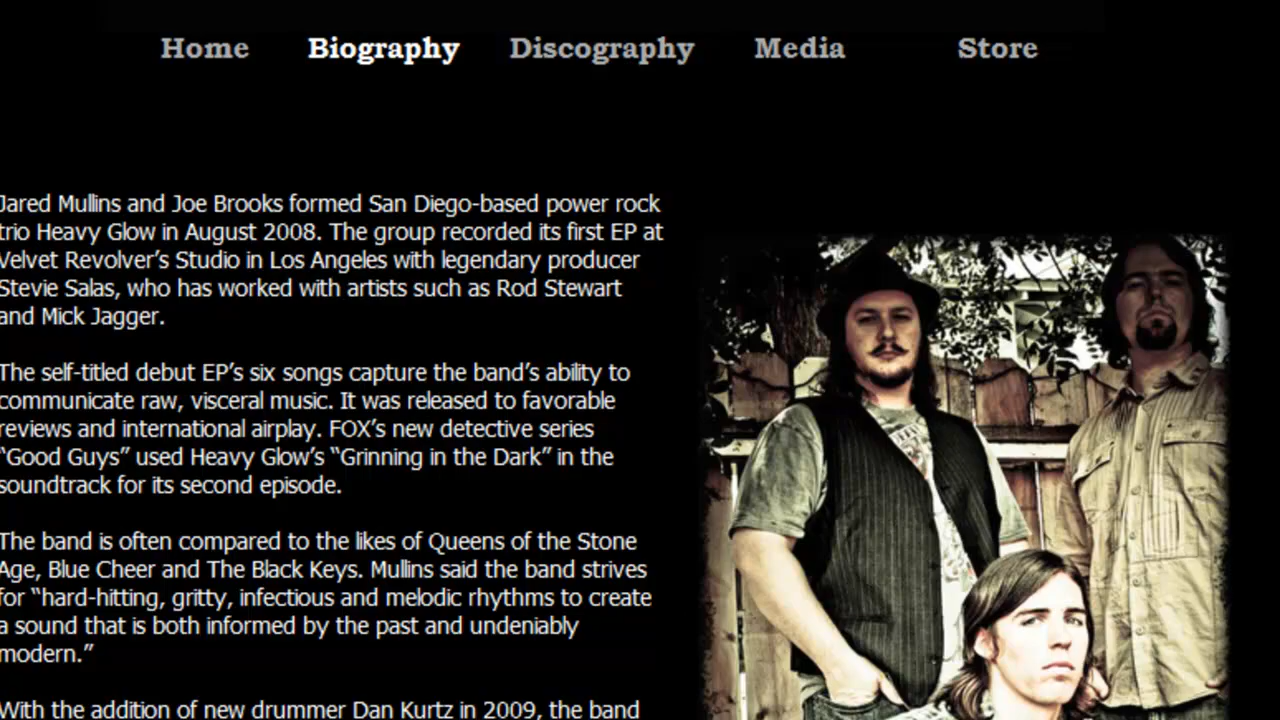 Home Biography Discography Media Store
Jared Mullins and Joe Brooks formed San Diego-based power rock
trio Heavy Glow in August 2008. The group recorded its first EP at
Velvet Revolver’s Studio in Los Angeles with legendary producer
Stevie Salas, who has worked with artists such as Rod Stewart
and Mick Jagger.
The self-titled debut EP’s six songs capture the band’s ability to
communicate raw, visceral music. It was released to favorable
reviews and international airplay. FOX’s new detective series
“Good Guys” used Heavy Glow’s “Grinning in the Dark” in the
soundtrack for its second episode.
The band is often compared to the likes of Queens of the Stone
Age, Blue Cheer and The Black Keys. Mullins said the band strives
for “hard-hitting, gritty, infectious and melodic rhythms to create
a sound that is both informed by the past and undeniably
modern.”
With the addition of new drummer Dan Kurtz in 2009, the band